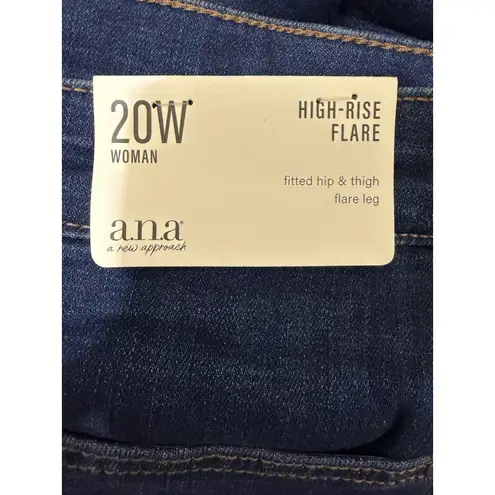 20W
WOMAN
a.n.a®
a new approach
HIGH-RISE
FLARE
fitted hip & thigh
flare leg